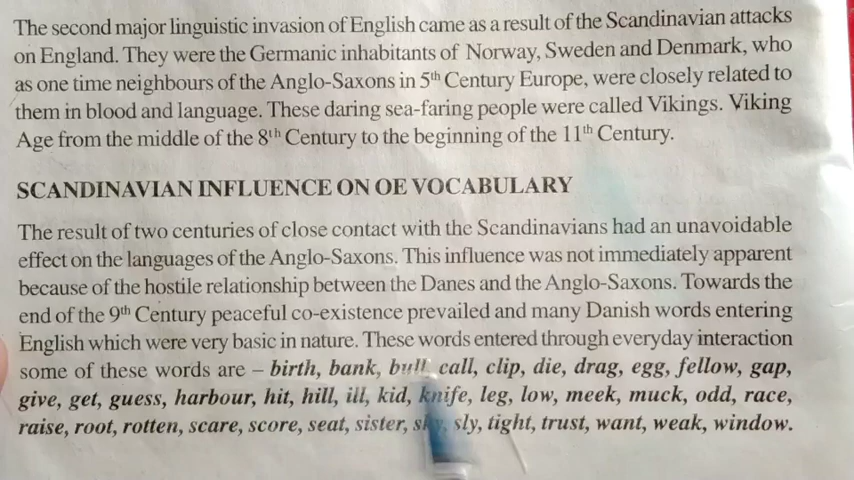 The second major linguistic invasion of English came as a result of the Scandinavian attacks
on England. They were the Germanic inhabitants of Norway, Sweden and Denmark, who
as one time neighbours of the Anglo-Saxons in 5th Century Europe, were closely related to
them in blood and language. These daring sea-faring people were called Vikings. Viking
Age from the middle of the 8th Century to the beginning of the 11th Century.
SCANDINAVIAN INFLUENCE ON OE VOCABULARY
The result of two centuries of close contact with the Scandinavians had an unavoidable
effect on the languages of the Anglo-Saxons. This influence was not immediately apparent
because of the hostile relationship between the Danes and the Anglo-Saxons. Towards the
end of the 9th Century peaceful co-existence prevailed and many Danish words entering
English which were very basic in nature. These words entered through everyday interaction
some of these words are – birth, bank, bull, call, clip, die, drag, egg, fellow, gap,
give, get, guess, harbour, hit, hill, ill, kid, knife, leg, low, meek, muck, odd, race,
raise, root, rotten, scare, score, seat, sister, sky, sly, tight, trust, want, weak, window.